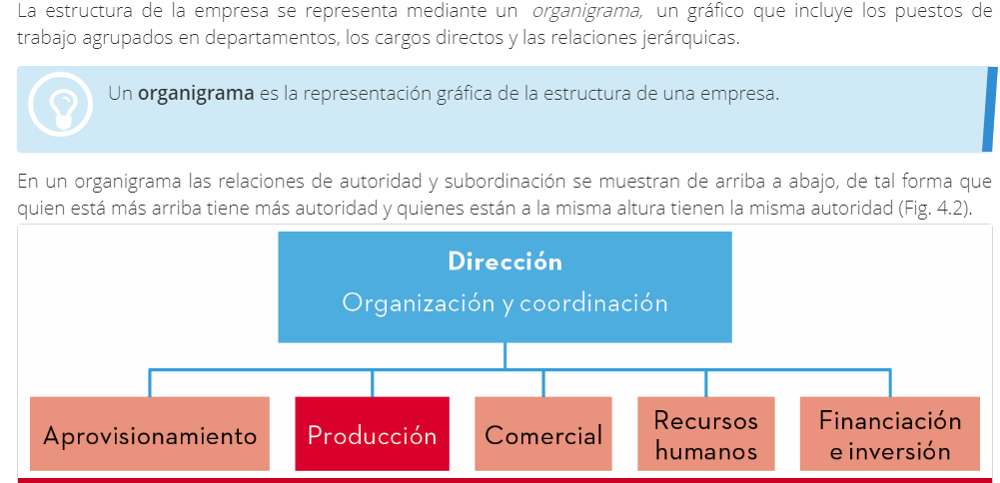 La estructura de la empresa se representa mediante un organigrama, un gráfico que incluye los puestos de
trabajo agrupados en departamentos, los cargos directos y las relaciones jerárquicas.
Un organigrama es la representación gráfica de la estructura de una empresa.
En un organigrama las relaciones de autoridad y subordinación se muestran de arriba a abajo, de tal forma que
quien está más arriba tiene más autoridad y quienes están a la misma altura tienen la misma autoridad (Fig. 4.2).
Dirección
Organización y coordinación
Aprovisionamiento
Producción
Comercial
Recursos
humanos
Financiación
e inversión